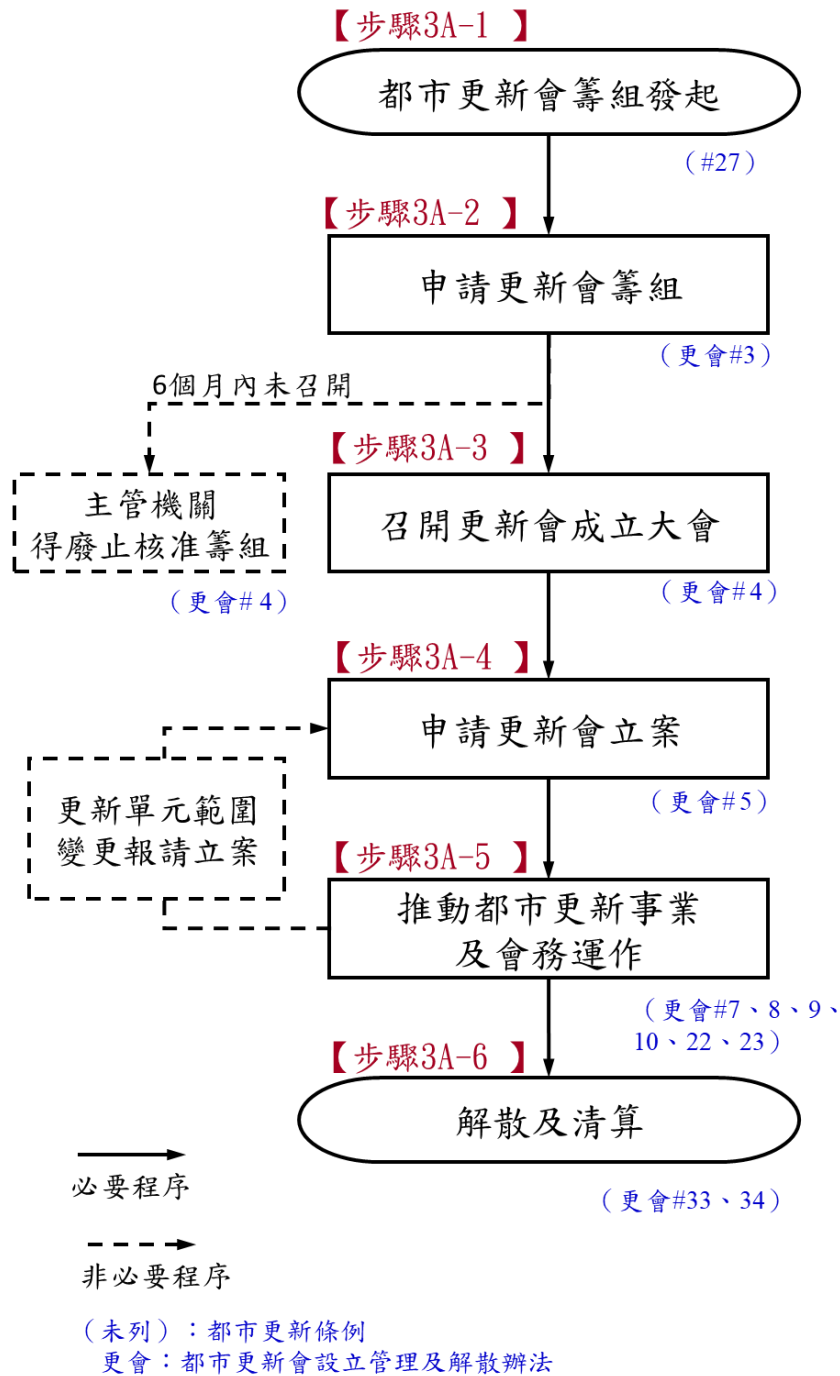 【步驟3A-1 】
都市更新會籌組發起
（#27）
【步驟3A-2 】
申請更新會籌組
（更會#3）
6個月內未召開
主管機關
得廢止核准籌組
（更會# 4）
【步驟3A-3 】
召開更新會成立大會
（更會#4）
【步驟3A-4 】
申請更新會立案
（更會#5）
更新單元範圍
變更報請立案
【步驟3A-5 】
推動都市更新事業
及會務運作
（更會#7、8、9、
10、22、23）
【步驟3A-6 】
解散及清算
（更會#33、34）
必要程序
非必要程序
（未列）：都市更新條例
更會：都市更新會設立管理及解散辦法